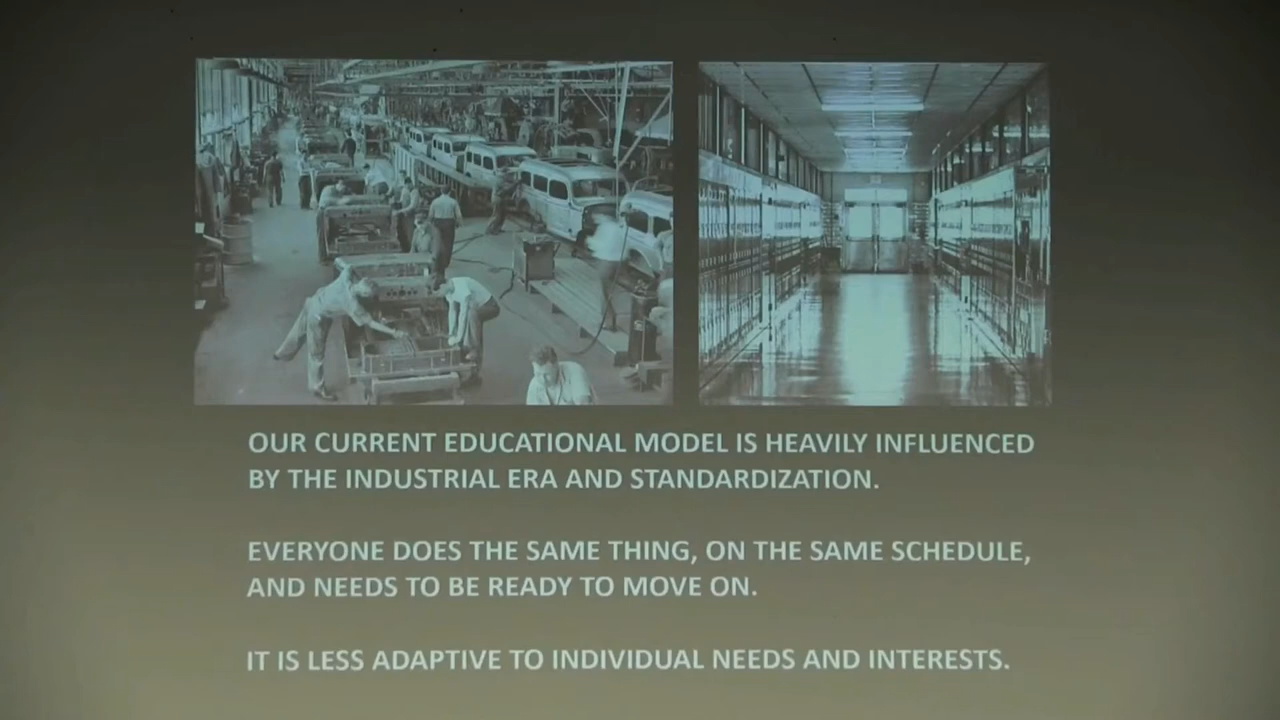 OUR CURRENT EDUCATIONAL MODEL IS HEAVILY INFLUENCED
BY THE INDUSTRIAL ERA AND STANDARDIZATION.
EVERYONE DOES THE SAME THING, ON THE SAME SCHEDULE,
AND NEEDS TO BE READY TO MOVE ON.
IT IS LESS ADAPTIVE TO INDIVIDUAL NEEDS AND INTERESTS.